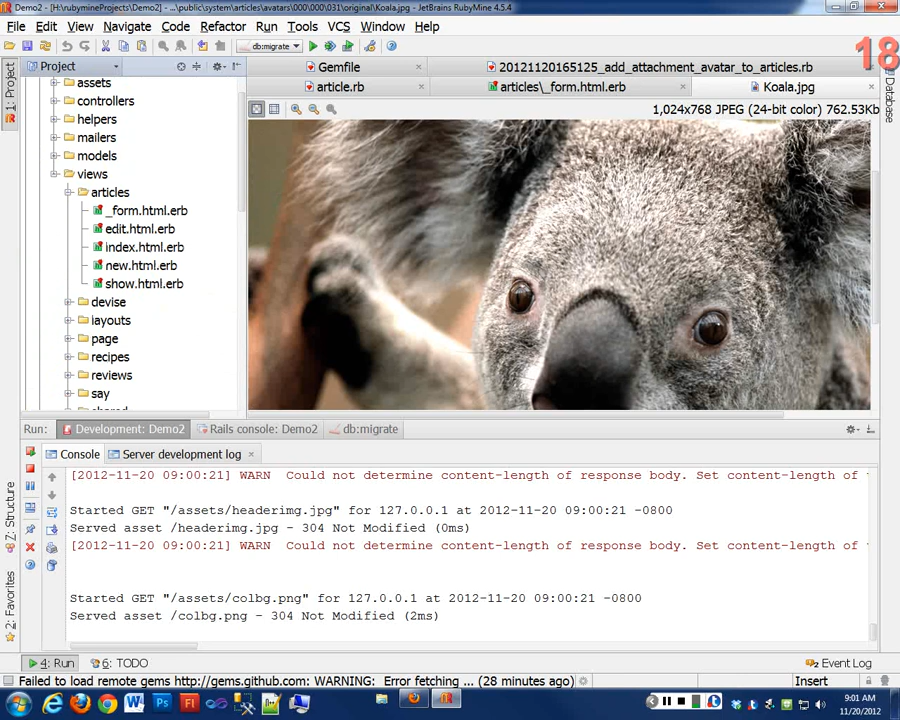 Demo2 - [H:\rubymineProjects\Demo2] - ...\public\system\articles\avatars\000\000\031\original\Koala.jpg - JetBrains RubyMine 4.5.4
File Edit View Navigate Code Refactor Run Tools VCS Window Help
db:migrate
18
1: Project
Project
Gemfile
20121120165125_add_attachment_avatar_to_articles.rb
article.rb
articles\_form.html.erb
Koala.jpg
Database
1,024x768 JPEG (24-bit color) 762.53Kb
assets
controllers
helpers
mailers
models
views
articles
_form.html.erb
edit.html.erb
index.html.erb
new.html.erb
show.html.erb
devise
layouts
page
recipes
reviews
say
Run: Development: Demo2 Rails console: Demo2 db:migrate
Console Server development log
[2012-11-20 09:00:21] WARN Could not determine content-length of response body. Set content-length of
Started GET "/assets/headerimg.jpg" for 127.0.0.1 at 2012-11-20 09:00:21 -0800
Served asset /headerimg.jpg - 304 Not Modified (0ms)
[2012-11-20 09:00:21] WARN Could not determine content-length of response body. Set content-length of
Started GET "/assets/colbg.png" for 127.0.0.1 at 2012-11-20 09:00:21 -0800
Served asset /colbg.png - 304 Not Modified (2ms)
Z: Structure
2: Favorites
4: Run 6: TODO Event Log
Failed to load remote gems http://gems.github.com: WARNING: Error fetching ... (28 minutes ago)
Insert
9:01 AM
11/20/2012